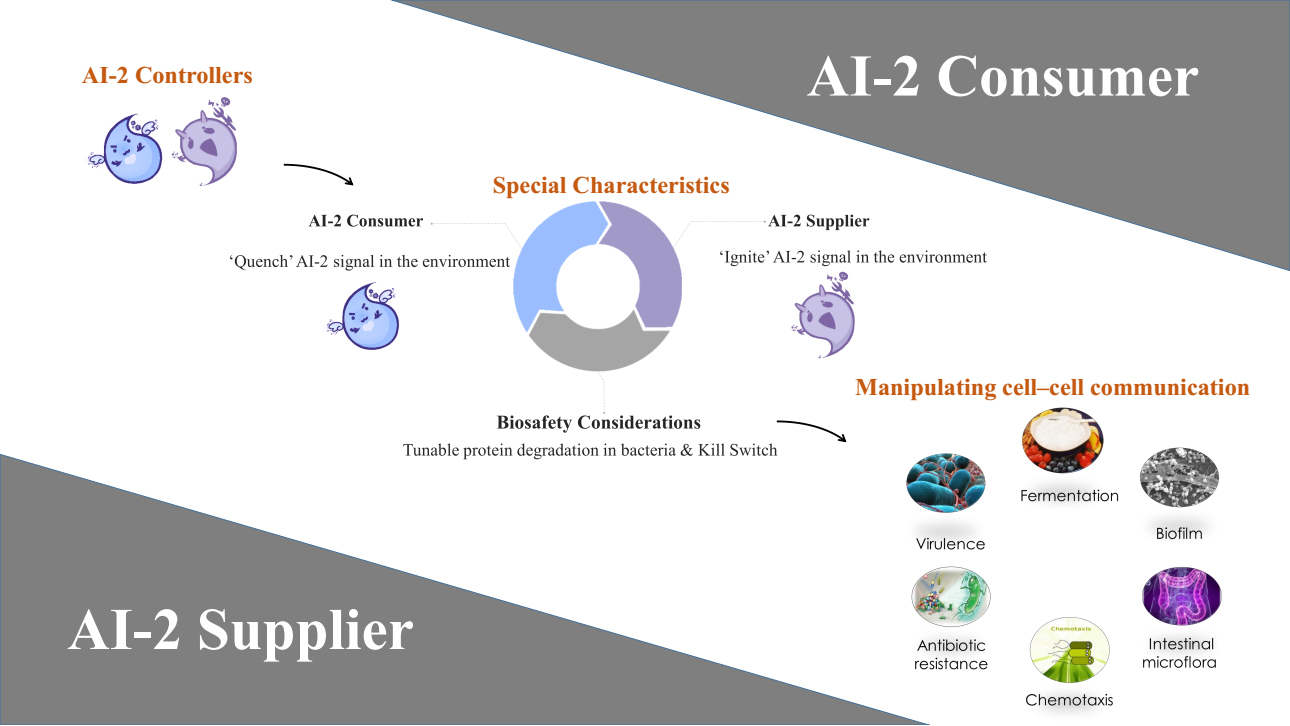 AI-2 Consumer
AI-2 Controllers
Special Characteristics
AI-2 Consumer
‘Quench’ AI-2 signal in the environment
AI-2 Supplier
‘Ignite’ AI-2 signal in the environment
Biosafety Considerations
Tunable protein degradation in bacteria & Kill Switch
Manipulating cell–cell communication
Fermentation
Virulence
Biofilm
Antibiotic
resistance
Chemotaxis
Chemotaxis
Intestinal
microflora
AI-2 Supplier